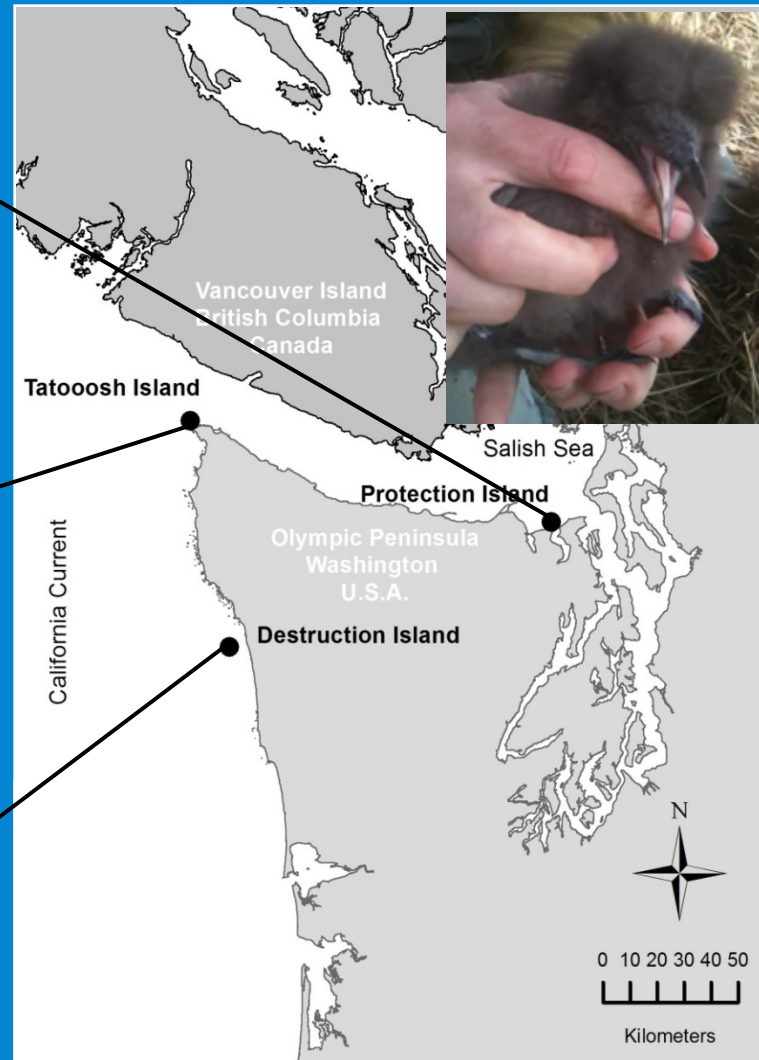 Vancouver Island
British Columbia
Canada
Tatooosh Island
Salish Sea
Protection Island
Olympic Peninsula
Washington
U.S.A.
California Current
Destruction Island
N
0 10 20 30 40 50
Kilometers